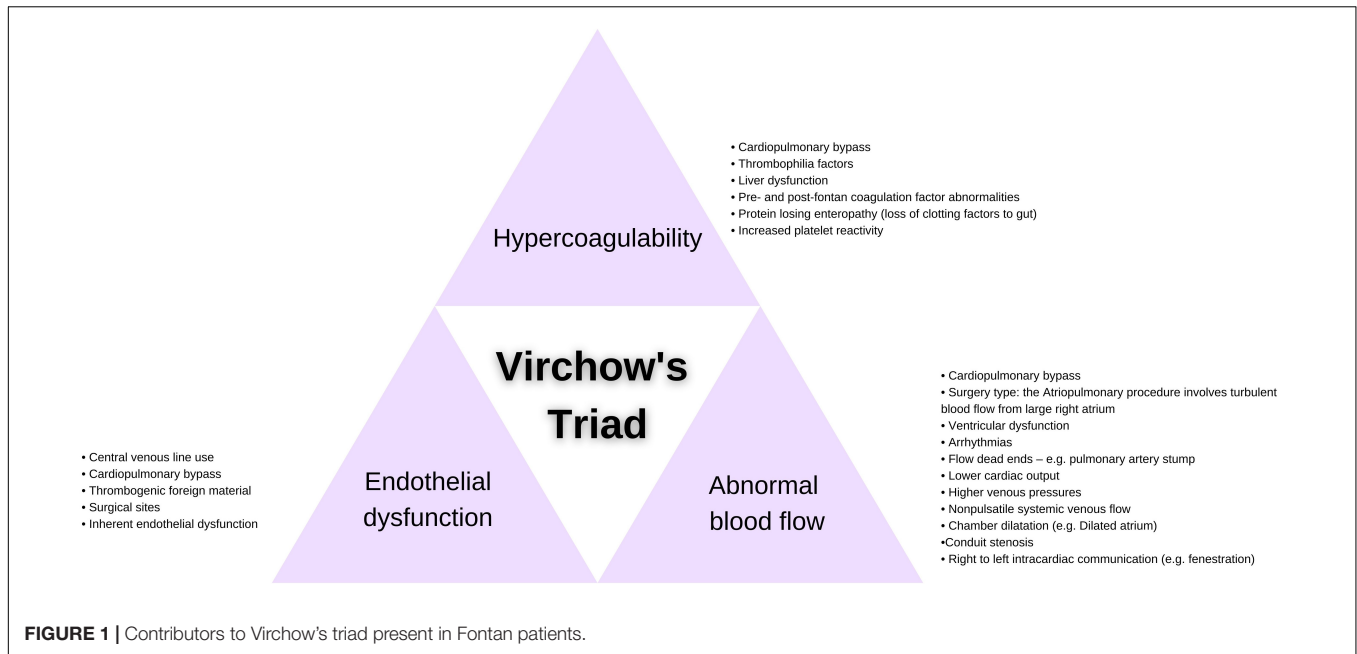 • Cardiopulmonary bypass
• Thrombophilia factors
• Liver dysfunction
• Pre- and post-fontan coagulation factor abnormalities
• Protein losing enteropathy (loss of clotting factors to gut)
• Increased platelet reactivity
Hypercoagulability
Virchow's
Triad
• Central venous line use
• Cardiopulmonary bypass
• Thrombogenic foreign material
• Surgical sites
• Inherent endothelial dysfunction
Endothelial
dysfunction
Abnormal
blood flow
• Cardiopulmonary bypass
• Surgery type: the Atriopulmonary procedure involves turbulent
blood flow from large right atrium
• Ventricular dysfunction
• Arrhythmias
• Flow dead ends – e.g. pulmonary artery stump
• Lower cardiac output
• Higher venous pressures
• Nonpulsatile systemic venous flow
• Chamber dilatation (e.g. Dilated atrium)
•Conduit stenosis
• Right to left intracardiac communication (e.g. fenestration)
FIGURE 1 | Contributors to Virchow's triad present in Fontan patients.